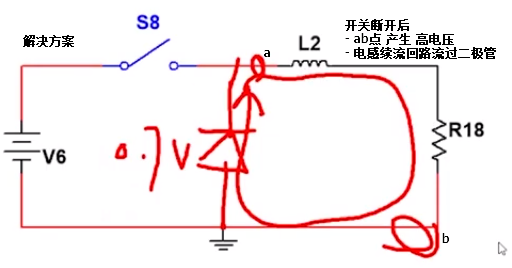 解决方案
S8
a
L2
开关断开后
- ab点 产生 高电压
- 电感续流回路流过二极管
V6
0.7V
R18
b